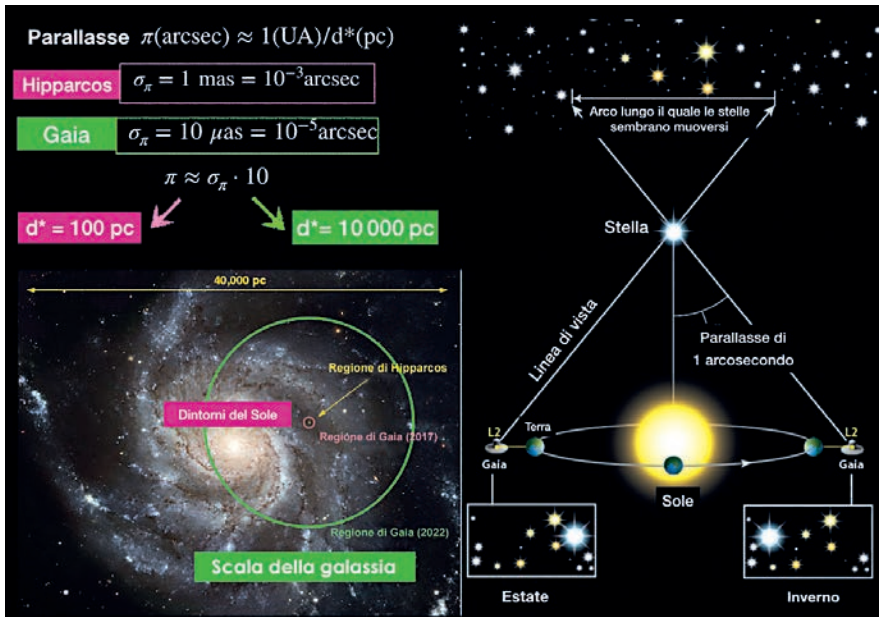 Parallasse π(arcsec) ≈ 1(UA)/d*(pc)
Hipparcos σ_π = 1 mas = 10⁻³arcsec
Gaia σ_π = 10 μas = 10⁻⁵arcsec
π ≈ σ_π · 10
d* = 100 pc
d*= 10 000 pc
40,000 pc
Regione di Hipparcos
Dintorni del Sole
Regione di Gaia (2017)
Regione di Gaia (2022)
Scala della galassia
Arco lungo il quale le stelle
sembrano muoversi
Stella
Linea di vista
Parallasse di
1 arcosecondo
L2
Terra
Gaia
L2
Gaia
Sole
Estate
Inverno